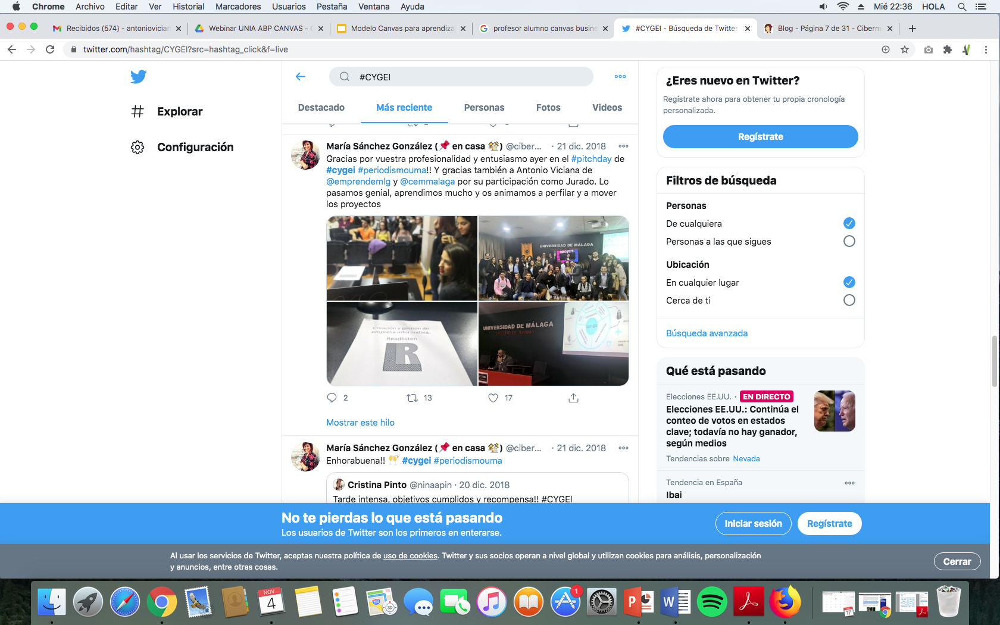 Chrome Archivo Editar Ver Historial Marcadores Usuarios Pestaña Ventana Ayuda Mié 22:36 HOLA
Recibidos (574) - antoniovician Webinar UNIA ABP CANVAS - Modelo Canvas para aprendiza profesor alumno canvas busine #CYGEI - Búsqueda de Twitter Blog - Página 7 de 31 - Ciberm
twitter.com/hashtag/CYGEI?src=hashtag_click&f=live
Explorar
Configuración
#CYGEI
Destacado Más reciente Personas Fotos Videos
María Sánchez González (📌 en casa 🏘️) @ciber... · 21 dic. 2018
Gracias por vuestra profesionalidad y entusiasmo ayer en el #pitchday de
#cygei #periodismouma!! Y gracias también a Antonio Viciana de
@emprendemlg y @cemmalaga por su participación como Jurado. Lo
pasamos genial, aprendimos mucho y os animamos a perfilar y a mover
los proyectos
UNIVERSIDAD DE MÁLAGA
Creación y gestión de
empresa informativa.
Readlisten
LR
UNIVERSIDAD DE MÁLAGA
FACULTAD DE TURISMO
2 13 17
Mostrar este hilo
María Sánchez González (📌 en casa 🏘️) @ciber... · 21 dic. 2018
Enhorabuena!! 🥂 #cygei #periodismouma
Cristina Pinto @ninaapin · 20 dic. 2018
Tarde intensa, objetivos cumplidos y recompensa!! #CYGEI
¿Eres nuevo en Twitter?
Regístrate ahora para obtener tu propia cronología
personalizada.
Regístrate
Filtros de búsqueda
Personas
De cualquiera
Personas a las que sigues
Ubicación
En cualquier lugar
Cerca de ti
Búsqueda avanzada
Qué está pasando
Elecciones EE.UU. · EN DIRECTO
Elecciones EE.UU.: Continúa el
conteo de votos en estados
clave; todavía no hay ganador,
según medios
Tendencias sobre Nevada
Tendencia en España
Ibai
No te pierdas lo que está pasando
Los usuarios de Twitter son los primeros en enterarse.
Iniciar sesión Regístrate
Al usar los servicios de Twitter, aceptas nuestra política de uso de cookies. Twitter y sus socios operan a nivel global y utilizan cookies para análisis, personalización
y anuncios, entre otras cosas.
Cerrar
NOV
4
3D
1
P
W
17